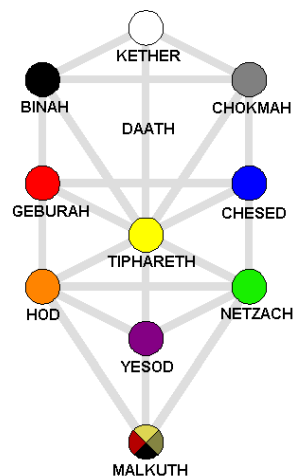 KETHER
BINAH
CHOKMAH
DAATH
GEBURAH
CHESED
TIPHARETH
HOD
NETZACH
YESOD
MALKUTH